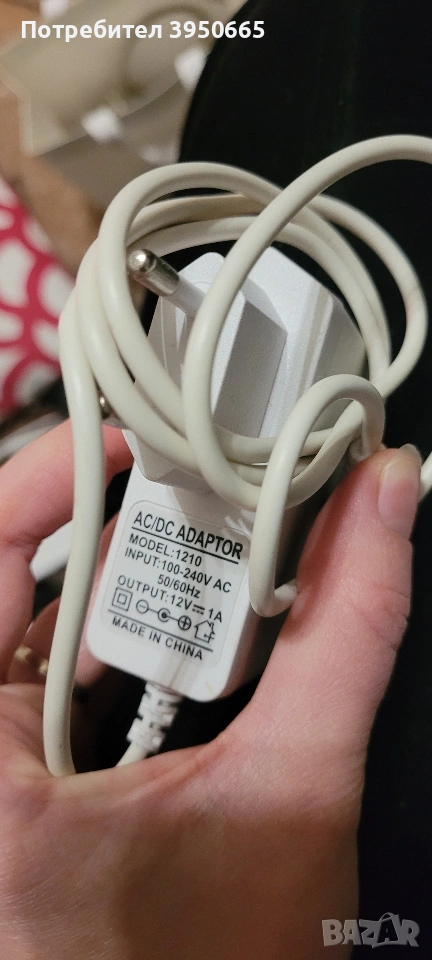 Потребител 3950665
AC/DC ADAPTOR
MODEL:1210
INPUT:100-240V AC
50/60Hz
OUTPUT:12V⎓1A
MADE IN CHINA
BAZAR